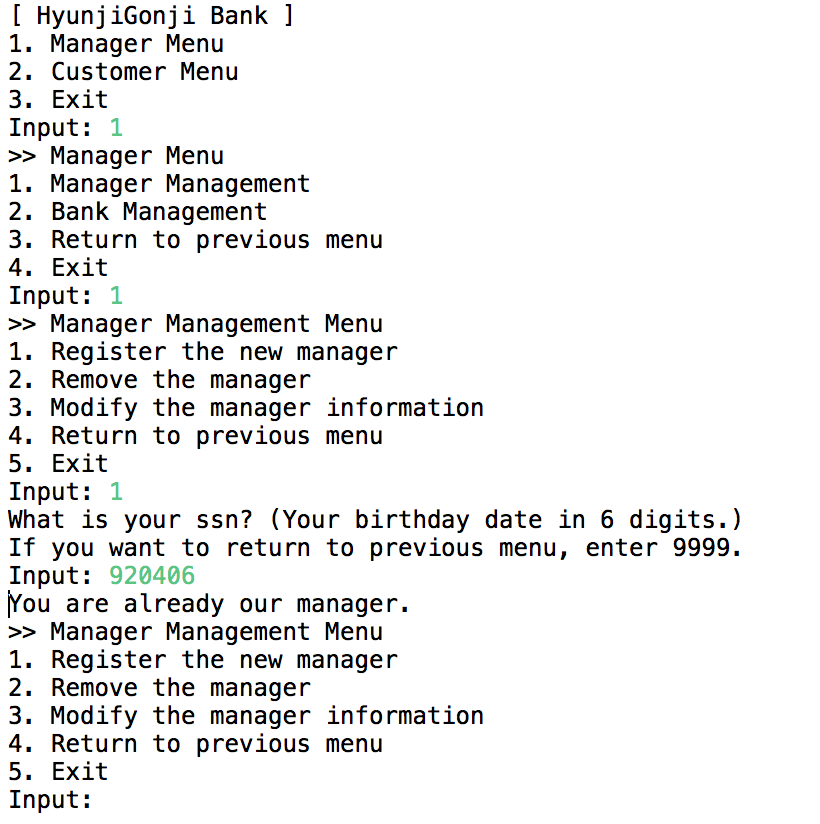 [ HyunjiGonji Bank ]
1. Manager Menu
2. Customer Menu
3. Exit
Input: 1
>> Manager Menu
1. Manager Management
2. Bank Management
3. Return to previous menu
4. Exit
Input: 1
>> Manager Management Menu
1. Register the new manager
2. Remove the manager
3. Modify the manager information
4. Return to previous menu
5. Exit
Input: 1
What is your ssn? (Your birthday date in 6 digits.)
If you want to return to previous menu, enter 9999.
Input: 920406
You are already our manager.
>> Manager Management Menu
1. Register the new manager
2. Remove the manager
3. Modify the manager information
4. Return to previous menu
5. Exit
Input: